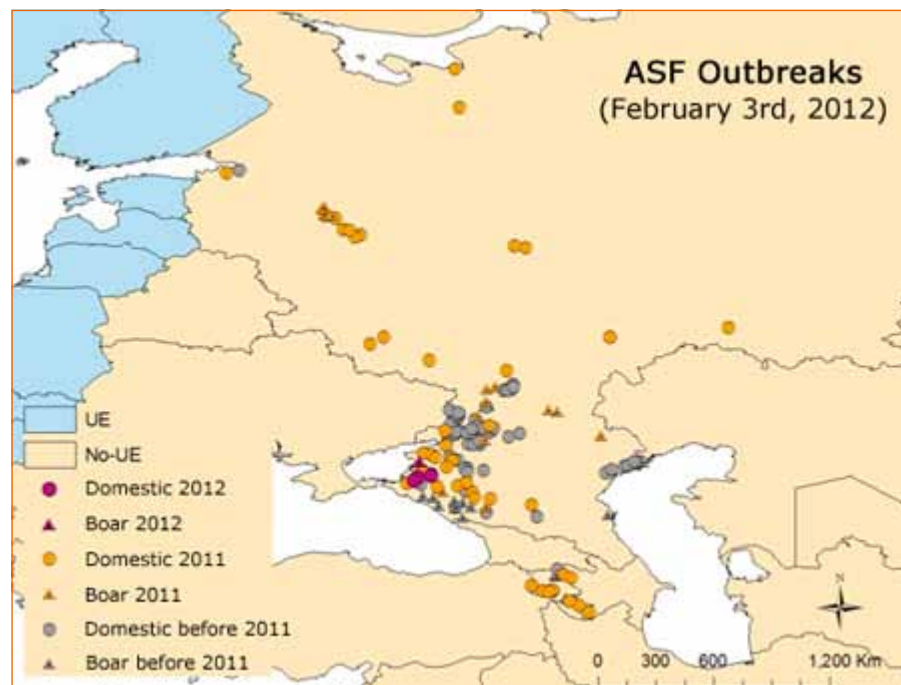 ASF Outbreaks
(February 3rd, 2012)
UE
No-UE
Domestic 2012
Boar 2012
Domestic 2011
Boar 2011
Domestic before 2011
Boar before 2011
N
0 300 600 1,200 Km